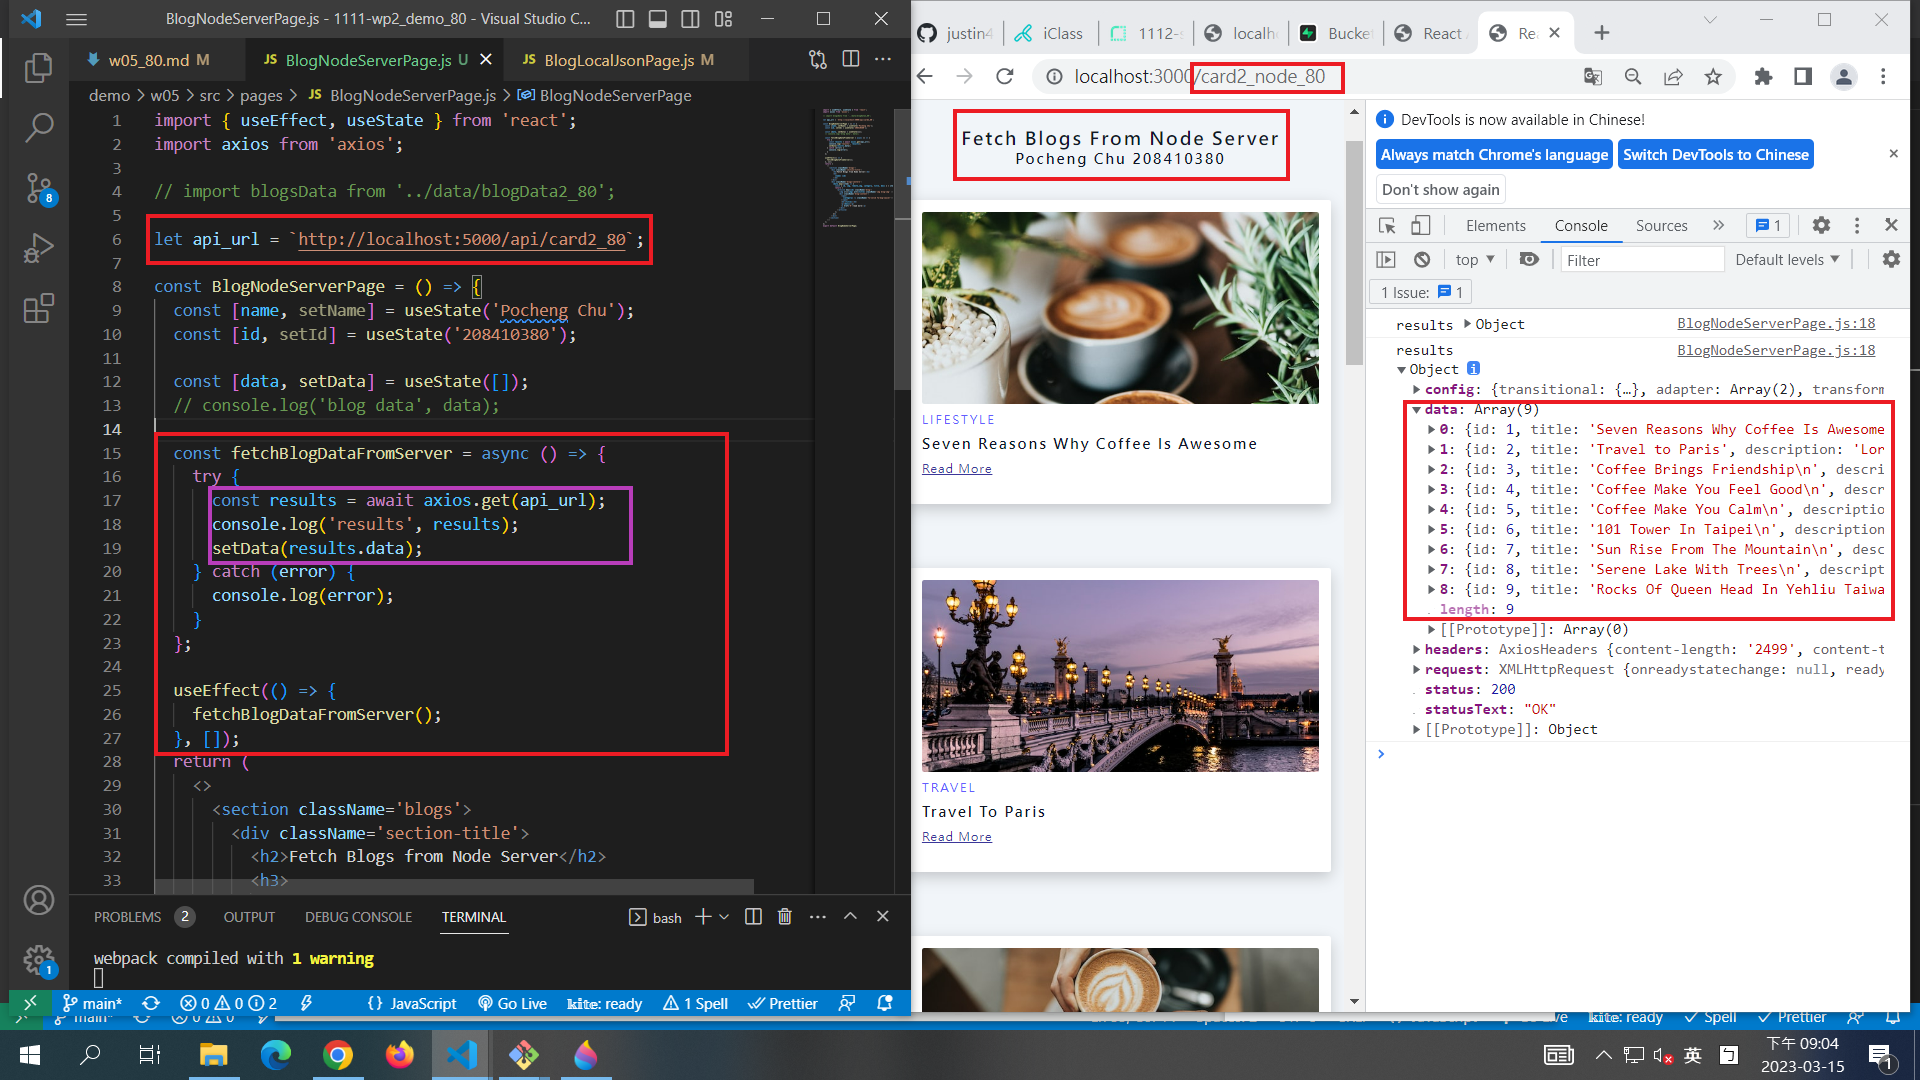 BlogNodeServerPage.js - 1111-wp2_demo_80 - Visual Studio C...
w05_80.md M
JS BlogNodeServerPage.js U
JS BlogLocalJsonPage.js M
demo > w05 > src > pages > JS BlogNodeServerPage.js > BlogNodeServerPage
1 import { useEffect, useState } from 'react';
2 import axios from 'axios';
3
4 // import blogsData from '../data/blogData2_80';
5
6 let api_url = `http://localhost:5000/api/card2_80`;
7
8 const BlogNodeServerPage = () => {
9 const [name, setName] = useState('Pocheng Chu');
10 const [id, setId] = useState('208410380');
11
12 const [data, setData] = useState([]);
13 // console.log('blog data', data);
14
15 const fetchBlogDataFromServer = async () => {
16 try {
17 const results = await axios.get(api_url);
18 console.log('results', results);
19 setData(results.data);
20 } catch (error) {
21 console.log(error);
22 }
23 };
24
25 useEffect(() => {
26 fetchBlogDataFromServer();
27 }, []);
28 return (
29 <>
30 <section className='blogs'>
31 <div className='section-title'>
32 <h2>Fetch Blogs from Node Server</h2>
33 <h3>
8
1
PROBLEMS 2 OUTPUT DEBUG CONSOLE TERMINAL
bash
webpack compiled with 1 warning
main* 0 0 2 {} JavaScript Go Live kite: ready 1 Spell Prettier
justin4
iClass
1112-s
localho
Bucket
React A
Rea
localhost:3000/card2_node_80
Fetch Blogs From Node Server
Pocheng Chu 208410380
LIFESTYLE
Seven Reasons Why Coffee Is Awesome
Read More
TRAVEL
Travel To Paris
Read More
DevTools is now available in Chinese!
Always match Chrome's language
Switch DevTools to Chinese
Don't show again
Elements Console Sources » 1
top Filter Default levels
1 Issue: 1
results Object BlogNodeServerPage.js:18
results BlogNodeServerPage.js:18
Object i
config: {transitional: {…}, adapter: Array(2), transform
data: Array(9)
0: {id: 1, title: 'Seven Reasons Why Coffee Is Awesome
1: {id: 2, title: 'Travel to Paris', description: 'Lor
2: {id: 3, title: 'Coffee Brings Friendship\n', descri
3: {id: 4, title: 'Coffee Make You Feel Good\n', descr
4: {id: 5, title: 'Coffee Make You Calm\n', descriptio
5: {id: 6, title: '101 Tower In Taipei\n', description
6: {id: 7, title: 'Sun Rise From The Mountain\n', desc
7: {id: 8, title: 'Serene Lake With Trees\n', descript
8: {id: 9, title: 'Rocks Of Queen Head In Yehliu Taiwa
length: 9
[[Prototype]]: Array(0)
headers: AxiosHeaders {content-length: '2499', content-t
request: XMLHttpRequest {onreadystatechange: null, ready
status: 200
statusText: "OK"
[[Prototype]]: Object
kite: ready Spell Prettier
英
下午 09:04
2023-03-15
1